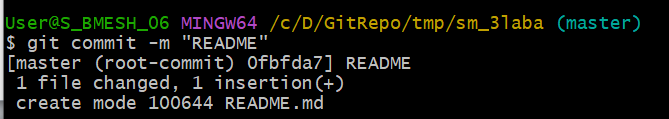 User@S_BMESH_06 MINGW64 /c/D/GitRepo/tmp/sm_3laba (master)
$ git commit -m "README"
[master (root-commit) 0fbfda7] README
 1 file changed, 1 insertion(+)
 create mode 100644 README.md